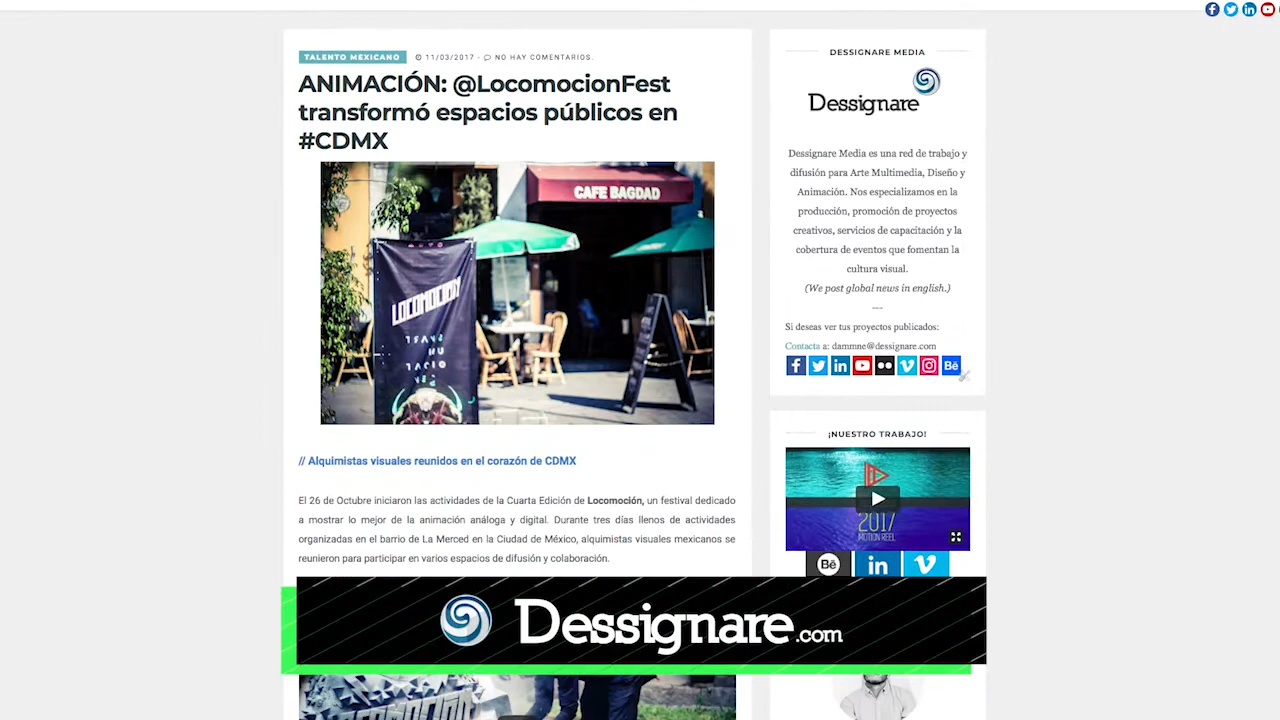 TALENTO MEXICANO 11/03/2017 - NO HAY COMENTARIOS.
ANIMACIÓN: @LocomocionFest
transformó espacios públicos en
#CDMX
CAFE BAGDAD
LOCOMOCION
// Alquimistas visuales reunidos en el corazón de CDMX
El 26 de Octubre iniciaron las actividades de la Cuarta Edición de Locomoción, un festival dedicado
a mostrar lo mejor de la animación análoga y digital. Durante tres días llenos de actividades
organizadas en el barrio de La Merced en la Ciudad de México, alquimistas visuales mexicanos se
reunieron para participar en varios espacios de difusión y colaboración.
DESSIGNARE MEDIA
Dessignare
Dessignare Media es una red de trabajo y
difusión para Arte Multimedia, Diseño y
Animación. Nos especializamos en la
producción, promoción de proyectos
creativos, servicios de capacitación y la
cobertura de eventos que fomentan la
cultura visual.
(We post global news in english.)
---
Si deseas ver tus proyectos publicados:
Contacta a: dammne@dessignare.com
¡NUESTRO TRABAJO!
2017
MOTION REEL
Dessignare.com
LOCOMOCION